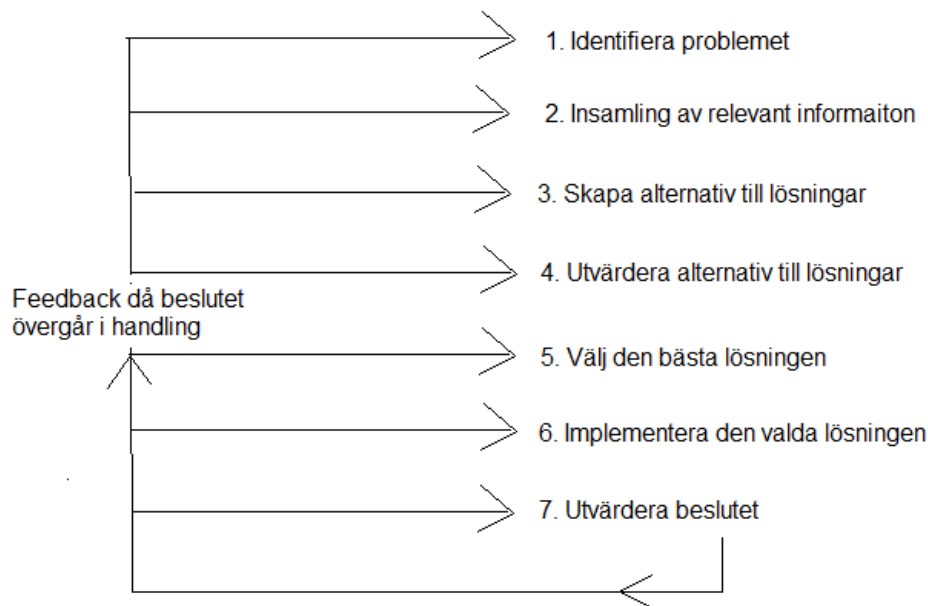 1. Identifiera problemet
2. Insamling av relevant informaiton
3. Skapa alternativ till lösningar
4. Utvärdera alternativ till lösningar
Feedback då beslutet
övergår i handling
5. Välj den bästa lösningen
6. Implementera den valda lösningen
7. Utvärdera beslutet